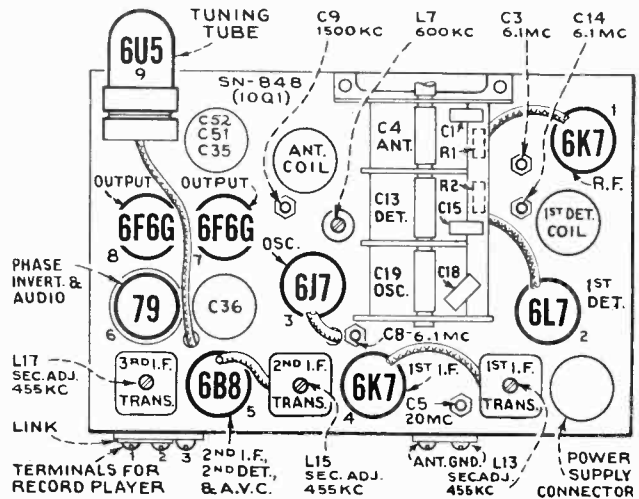 TUNING
TUBE
6U5
9
C9
1500KC
L7
600KC
C3
6.1MC
C14
6.1MC
SN-848
(10Q1)
C52
C51
C35
ANT.
COIL
C4
ANT.
C1
R1
1
6K7
R.F.
OUTPUT
OUTPUT
6F6G
8
6F6G
7
C13
DET.
R2
C15
1ST DET.
COIL
PHASE
INVERT. &
AUDIO
79
6
C36
OSC.
6J7
3
C19
OSC.
C18
6L7
1ST
DET.
2
C8-6.1MC
L17
SEC. ADJ.
455KC
3RD I.F.
TRANS.
6B8
5
2ND I.F.
TRANS.
6K7
4
1ST I.F.
C5
20MC
1ST I.F.
TRANS.
LINK
1 2 3
TERMINALS FOR
RECORD PLAYER
2ND I.F.,
2ND DET.,
& A.V.C.
L15
SEC. ADJ.
455KC
ANT. GND.
L13
SEC.ADJ.
455KC
POWER
SUPPLY
CONNECTOR